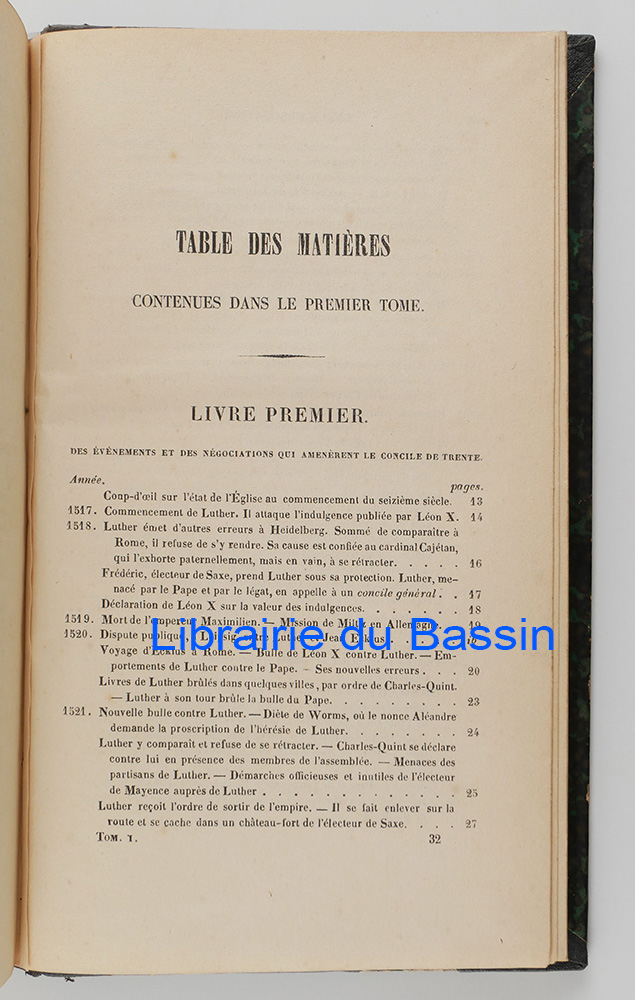 TABLE DES MATIÈRES
CONTENUES DANS LE PREMIER TOME.
LIVRE PREMIER.
DES ÉVÉNEMENTS ET DES NÉGOCIATIONS QUI AMENÈRENT LE CONCILE DE TRENTE.
Année. pages.
Coup-d'œil sur l'état de l'Église au commencement du seizième siècle. 13
1517. Commencement de Luther. Il attaque l'indulgence publiée par Léon X. 14
1518. Luther émet d'autres erreurs à Heidelberg. Sommé de comparaître à
Rome, il refuse de s'y rendre. Sa cause est confiée au cardinal Cajétan,
qui l'exhorte paternellement, mais en vain, à se rétracter. . . . . 16
Frédéric, électeur de Saxe, prend Luther sous sa protection. Luther, me-
nacé par le Pape et par le légat, en appelle à un concile général. . . 17
Déclaration de Léon X sur la valeur des indulgences. . . . . . . 18
1519. Mort de l'empereur Maximilien. — Mission de Miltiz en Allemagne. 19
1520. Dispute publique, à Leipsig, entre Luther et Jean Eckius. . . .
Librairie du Bassin
Voyage d'Eckius à Rome. — Bulle de Léon X contre Luther. — Em-
portements de Luther contre le Pape. — Ses nouvelles erreurs. . . 20
Livres de Luther brûlés dans quelques villes, par ordre de Charles-Quint.
— Luther à son tour brûle la bulle du Pape. . . . . . . . . 23
1521. Nouvelle bulle contre Luther. — Diète de Worms, où le nonce Aléandre
demande la proscription de l'hérésie de Luther. . . . . . . . 24
Luther y comparaît et refuse de se rétracter. — Charles-Quint se déclare
contre lui en présence des membres de l'assemblée. — Menaces des
partisans de Luther. — Démarches officieuses et inutiles de l'électeur
de Mayence auprès de Luther . . . . . . . . . . . . . 25
Luther reçoit l'ordre de sortir de l'empire. — Il se fait enlever sur la
route et se cache dans un château-fort de l'électeur de Saxe. . . . 27
TOM. I. 32